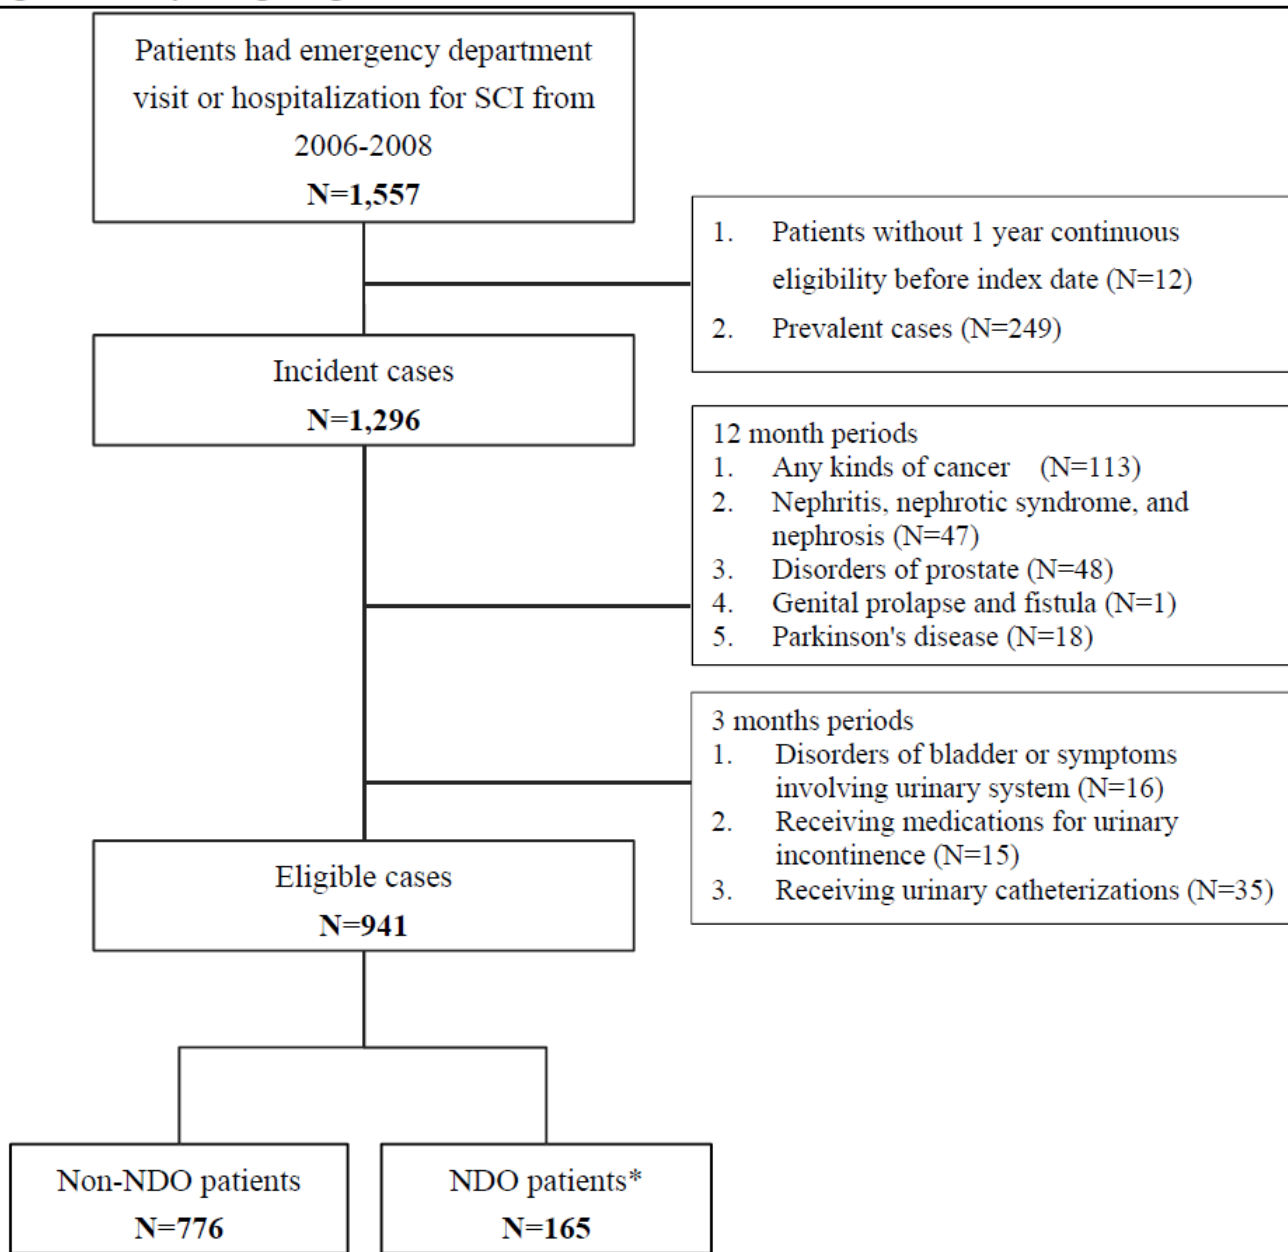 Patients had emergency department
visit or hospitalization for SCI from
2006-2008
N=1,557
1. Patients without 1 year continuous
eligibility before index date (N=12)
2. Prevalent cases (N=249)
Incident cases
N=1,296
12 month periods
1. Any kinds of cancer (N=113)
2. Nephritis, nephrotic syndrome, and
nephrosis (N=47)
3. Disorders of prostate (N=48)
4. Genital prolapse and fistula (N=1)
5. Parkinson's disease (N=18)
3 months periods
1. Disorders of bladder or symptoms
involving urinary system (N=16)
2. Receiving medications for urinary
incontinence (N=15)
3. Receiving urinary catheterizations (N=35)
Eligible cases
N=941
Non-NDO patients
N=776
NDO patients*
N=165